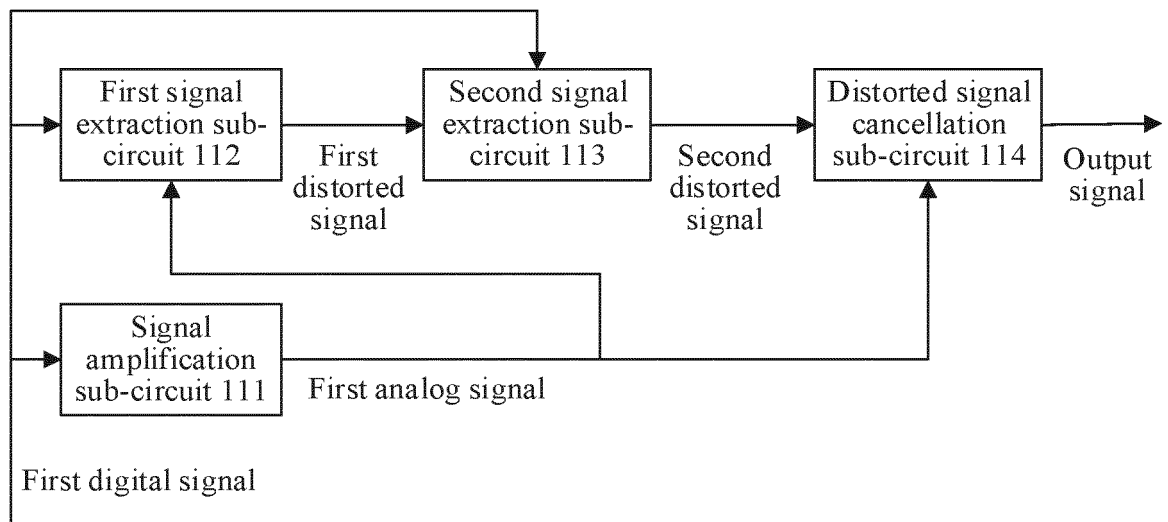 First signal
extraction sub-
circuit 112
Second signal
extraction sub-
circuit 113
Distorted signal
cancellation
sub-circuit 114
First
distorted
signal
Second
distorted
signal
Output
signal
Signal
amplification
sub-circuit 111
First analog signal
First digital signal